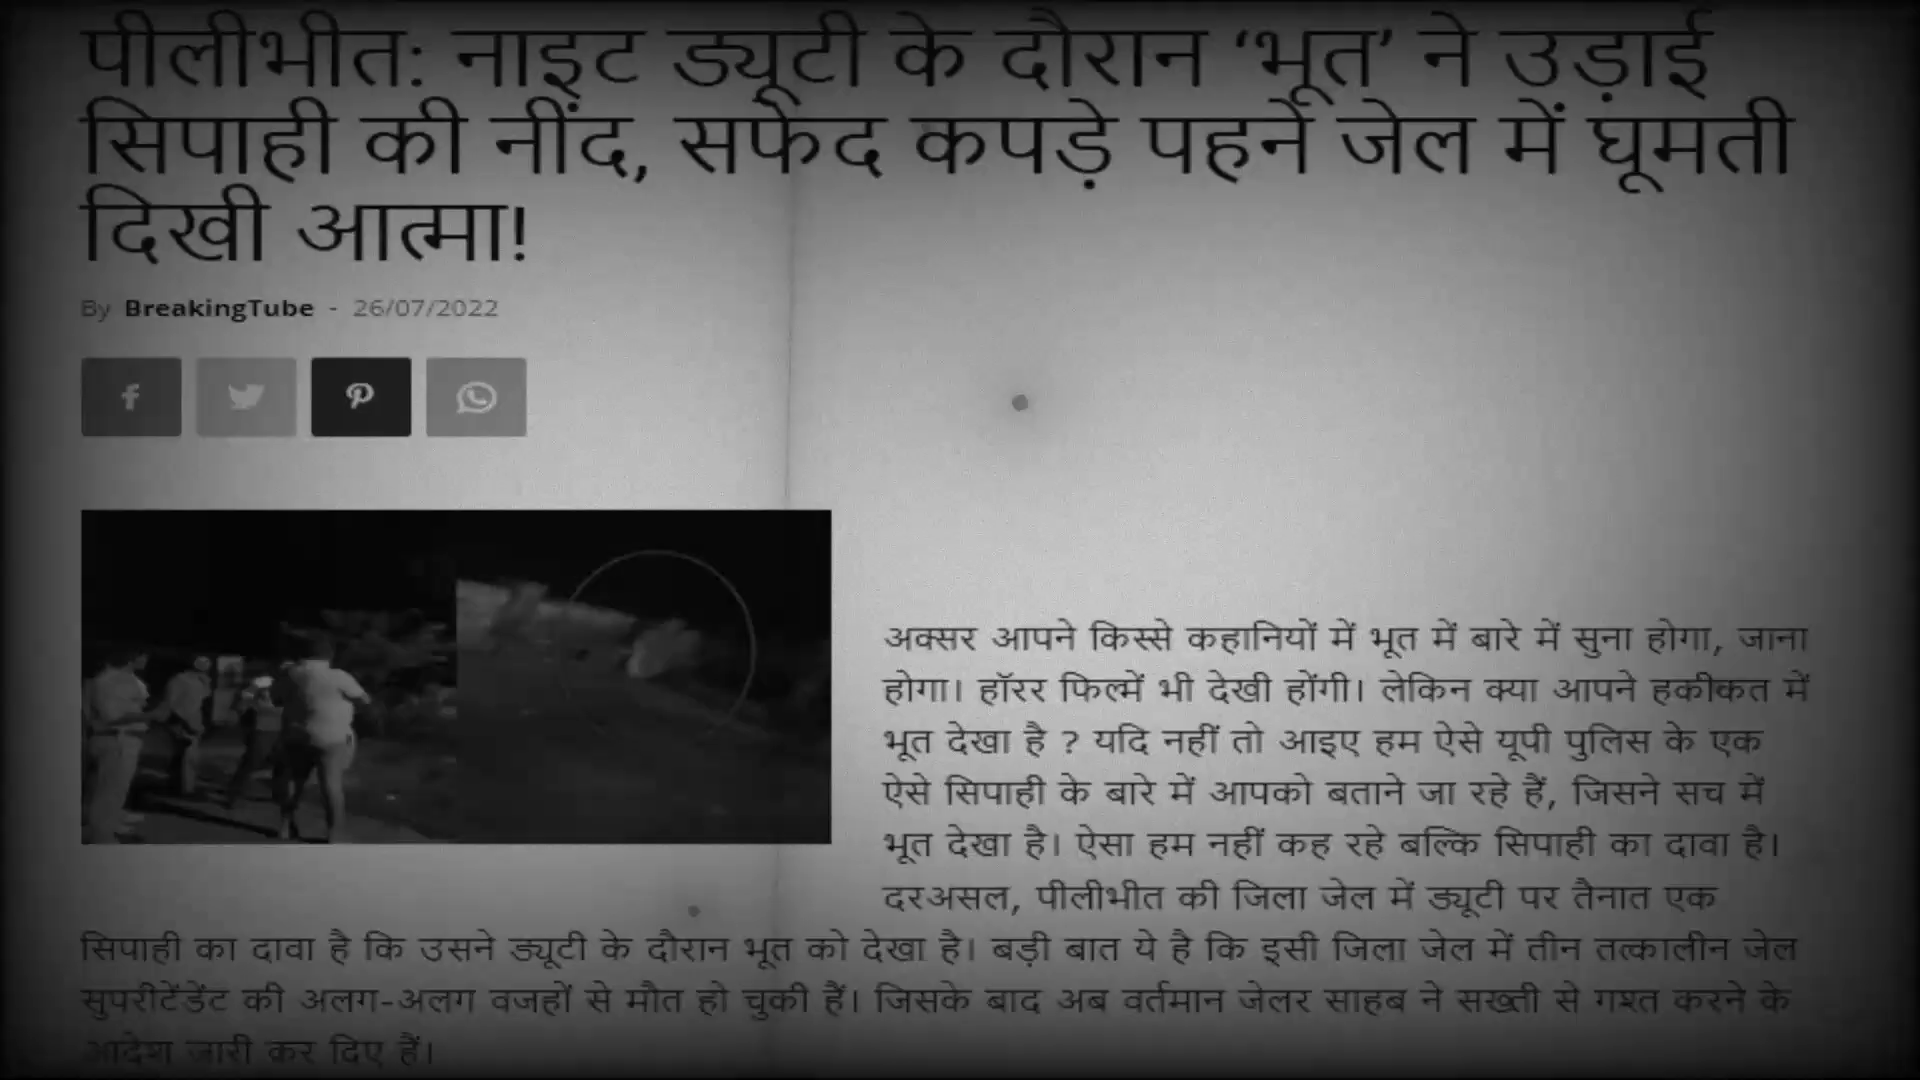 पीलीभीत: नाइट ड्यूटी के दौरान ‘भूत’ ने उड़ाई
सिपाही की नींद, सफेद कपड़े पहने जेल में घूमती
दिखी आत्मा!
By BreakingTube - 26/07/2022
अक्सर आपने किस्से कहानियों में भूत में बारे में सुना होगा, जाना
होगा। हॉरर फिल्में भी देखी होंगी। लेकिन क्या आपने हकीकत में
भूत देखा है ? यदि नहीं तो आइए हम ऐसे यूपी पुलिस के एक
ऐसे सिपाही के बारे में आपको बताने जा रहे हैं, जिसने सच में
भूत देखा है। ऐसा हम नहीं कह रहे बल्कि सिपाही का दावा है।
दरअसल, पीलीभीत की जिला जेल में ड्यूटी पर तैनात एक
सिपाही का दावा है कि उसने ड्यूटी के दौरान भूत को देखा है। बड़ी बात ये है कि इसी जिला जेल में तीन तत्कालीन जेल
सुपरीटेंडेंट की अलग-अलग वजहों से मौत हो चुकी हैं। जिसके बाद अब वर्तमान जेलर साहब ने सख्ती से गश्त करने के
आदेश जारी कर दिए हैं।